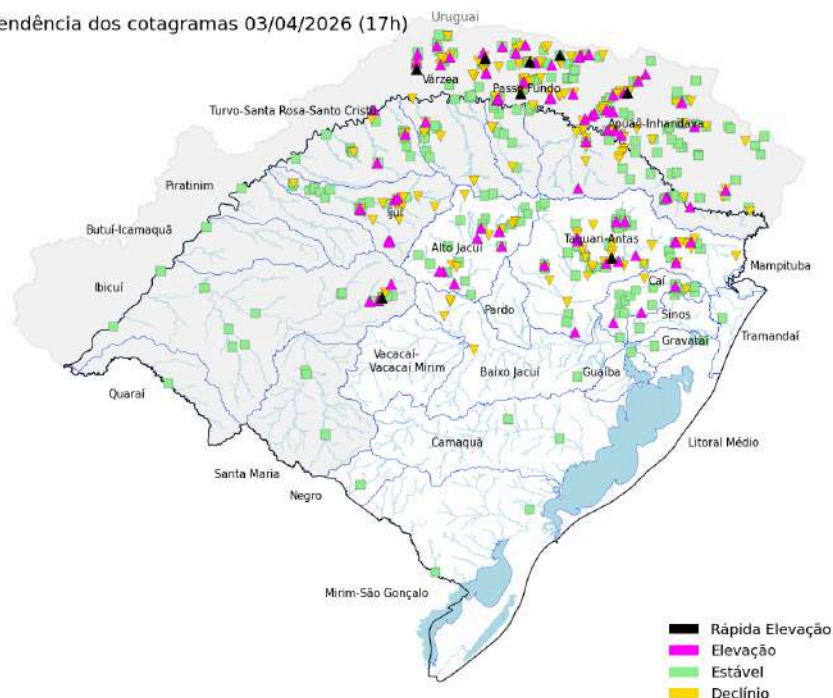 endência dos cotagramas 03/04/2026 (17h)
Uruguai
Várzea
Passo Fundo
Turvo-Santa Rosa-Santo Cristo
Apuaê-Inhandava
Piratinim
Ijuí
Butuí-Icamaquã
Alto Jacuí
Taquari-Antas
Mampituba
Ibicuí
Caí
Pardo
Sinos
Tramandaí
Gravataí
Vacacaí-
Vacacaí Mirim
Baixo Jacuí
Guaíba
Quaraí
Camaquã
Litoral Médio
Santa Maria
Negro
Mirim-São Gonçalo
Rápida Elevação
Elevação
Estável
Declínio